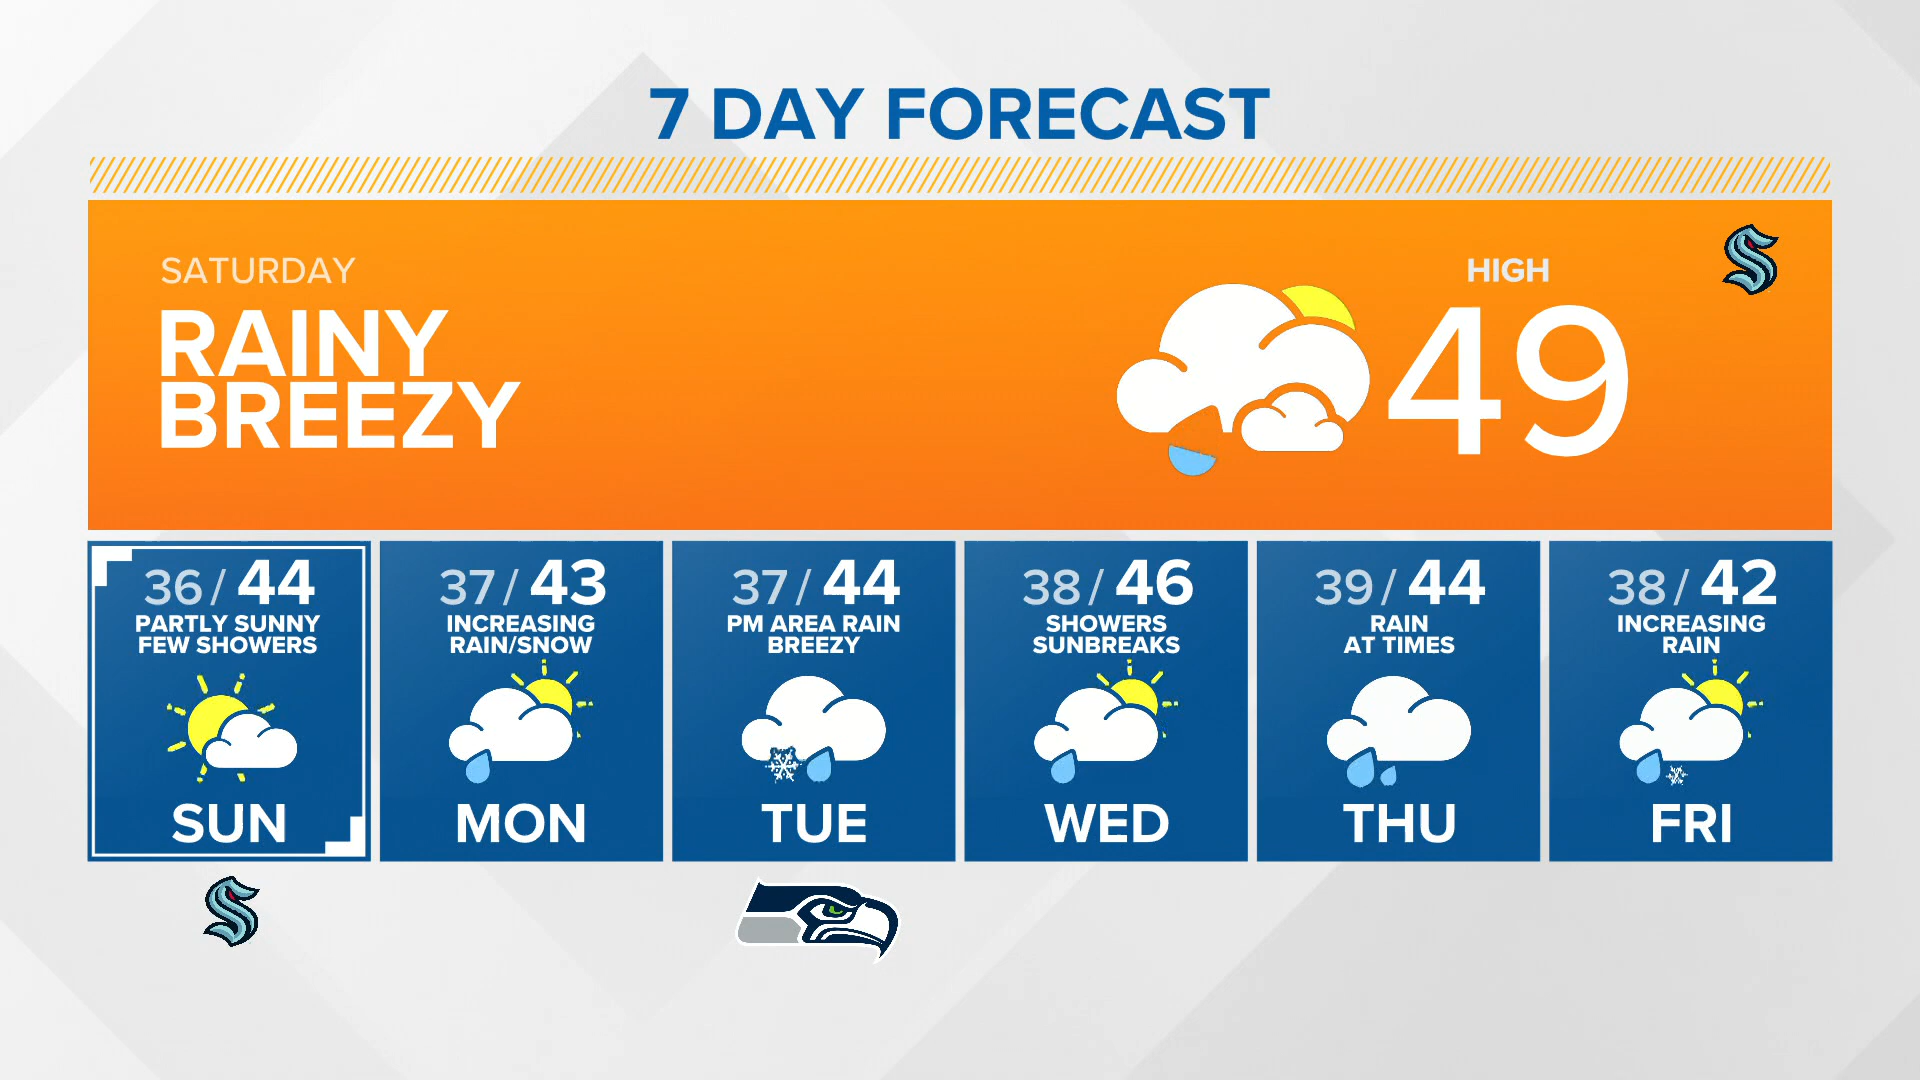 7 DAY FORECAST
SATURDAY
RAINY
BREEZY
HIGH
49
36/44
PARTLY SUNNY
FEW SHOWERS
SUN
37/43
INCREASING
RAIN/SNOW
MON
37/44
PM AREA RAIN
BREEZY
TUE
38/46
SHOWERS
SUNBREAKS
WED
39/44
RAIN
AT TIMES
THU
38/42
INCREASING
RAIN
FRI